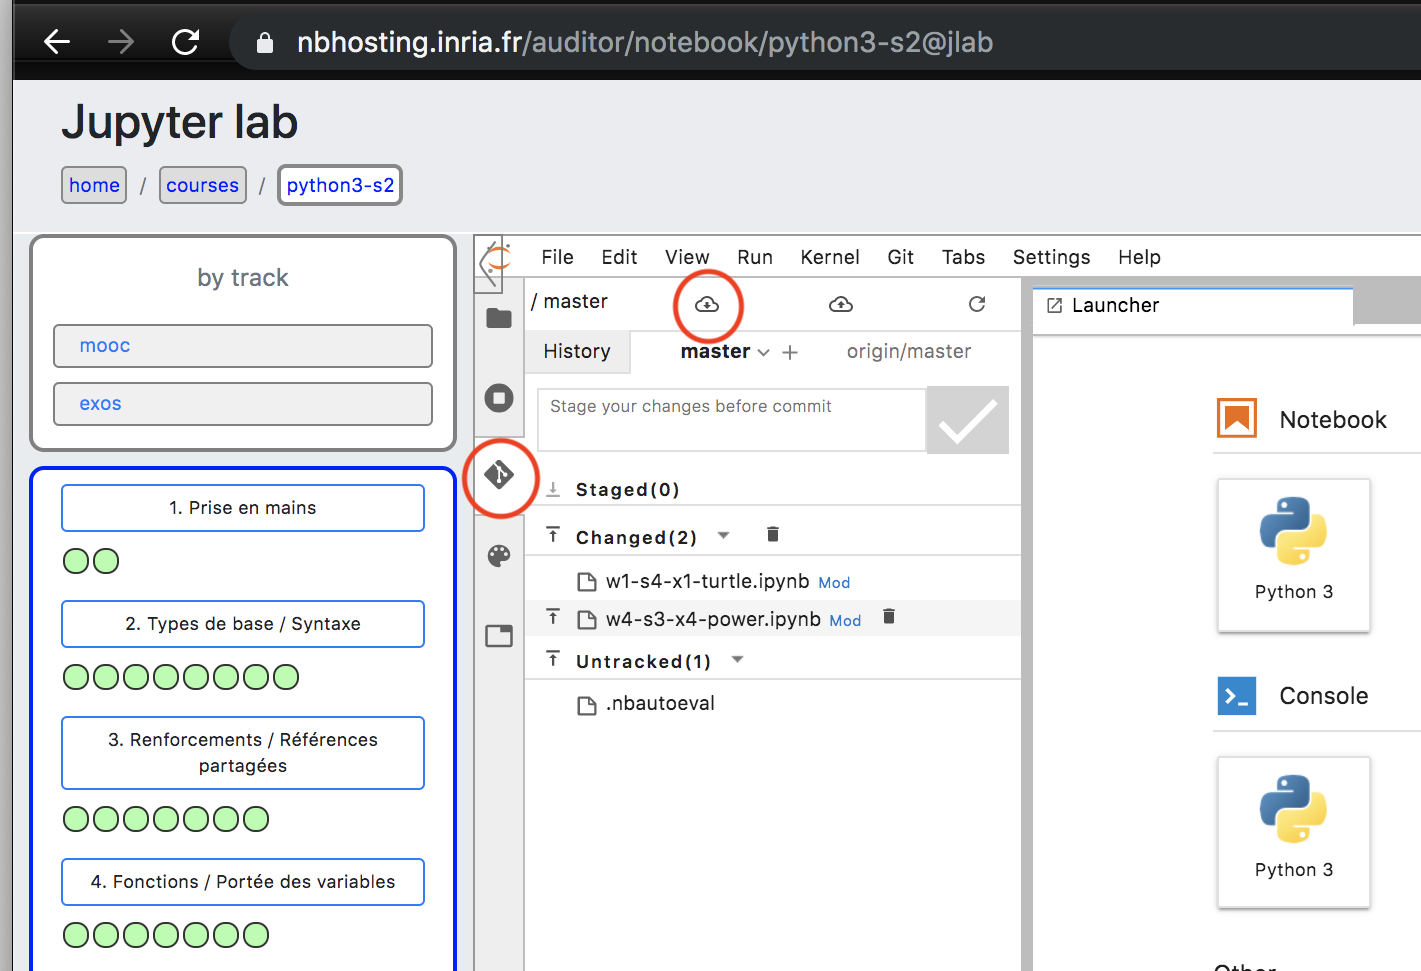 nbhosting.inria.fr/auditor/notebook/python3-s2@jlab
Jupyter lab
home / courses / python3-s2
by track
mooc
exos
1. Prise en mains
2. Types de base / Syntaxe
3. Renforcements / Références
partagées
4. Fonctions / Portée des variables
File Edit View Run Kernel Git Tabs Settings Help
/ master
History master + origin/master
Stage your changes before commit
Staged(0)
Changed(2)
w1-s4-x1-turtle.ipynb Mod
w4-s3-x4-power.ipynb Mod
Untracked(1)
.nbautoeval
Launcher
Notebook
Python 3
>_ Console
Python 3
Other